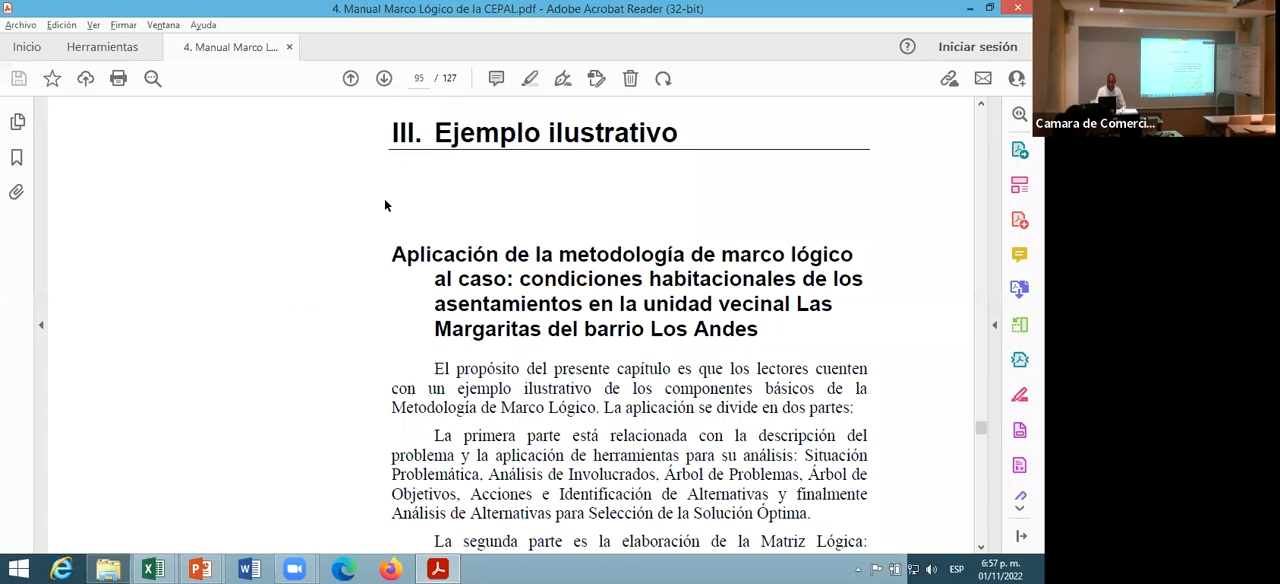 4. Manual Marco Lógico de la CEPAL.pdf - Adobe Acrobat Reader (32-bit)
Archivo Edición Ver Firmar Ventana Ayuda
Inicio Herramientas 4. Manual Marco L... × Iniciar sesión
95 / 127
Camara de Comerci...
III. Ejemplo ilustrativo
Aplicación de la metodología de marco lógico
al caso: condiciones habitacionales de los
asentamientos en la unidad vecinal Las
Margaritas del barrio Los Andes
El propósito del presente capítulo es que los lectores cuenten
con un ejemplo ilustrativo de los componentes básicos de la
Metodología de Marco Lógico. La aplicación se divide en dos partes:
La primera parte está relacionada con la descripción del
problema y la aplicación de herramientas para su análisis: Situación
Problemática, Análisis de Involucrados, Árbol de Problemas, Árbol de
Objetivos, Acciones e Identificación de Alternativas y finalmente
Análisis de Alternativas para Selección de la Solución Óptima.
La segunda parte es la elaboración de la Matriz Lógica:
ESP
6:57 p. m.
01/11/2022